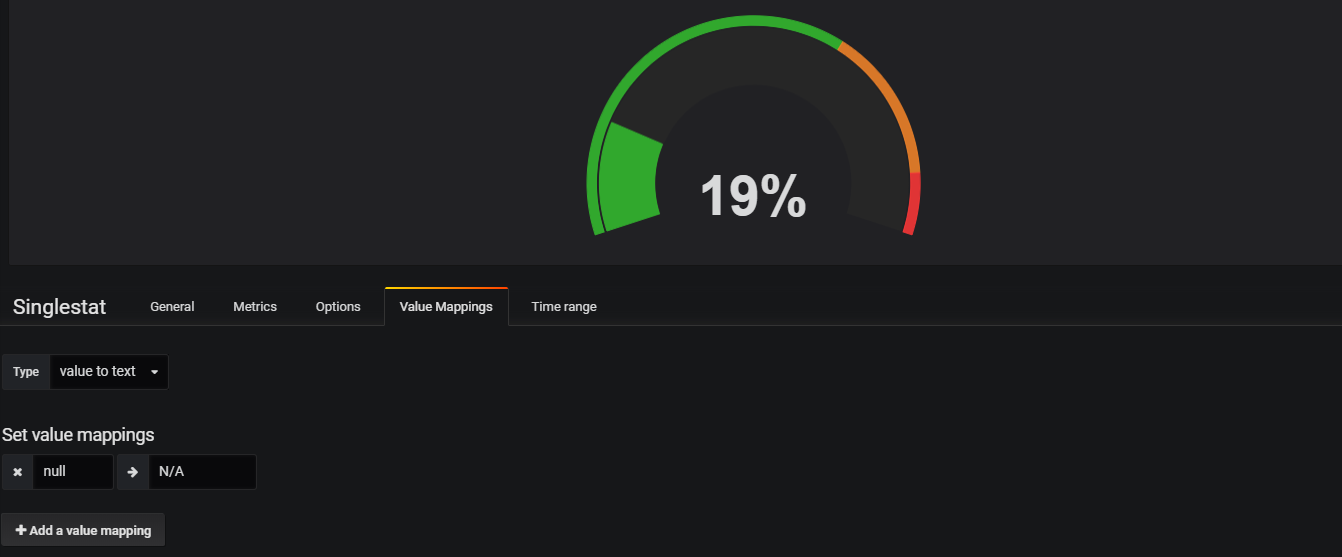 19%
Singlestat General Metrics Options Value Mappings Time range
Type value to text
Set value mappings
null N/A
Add a value mapping